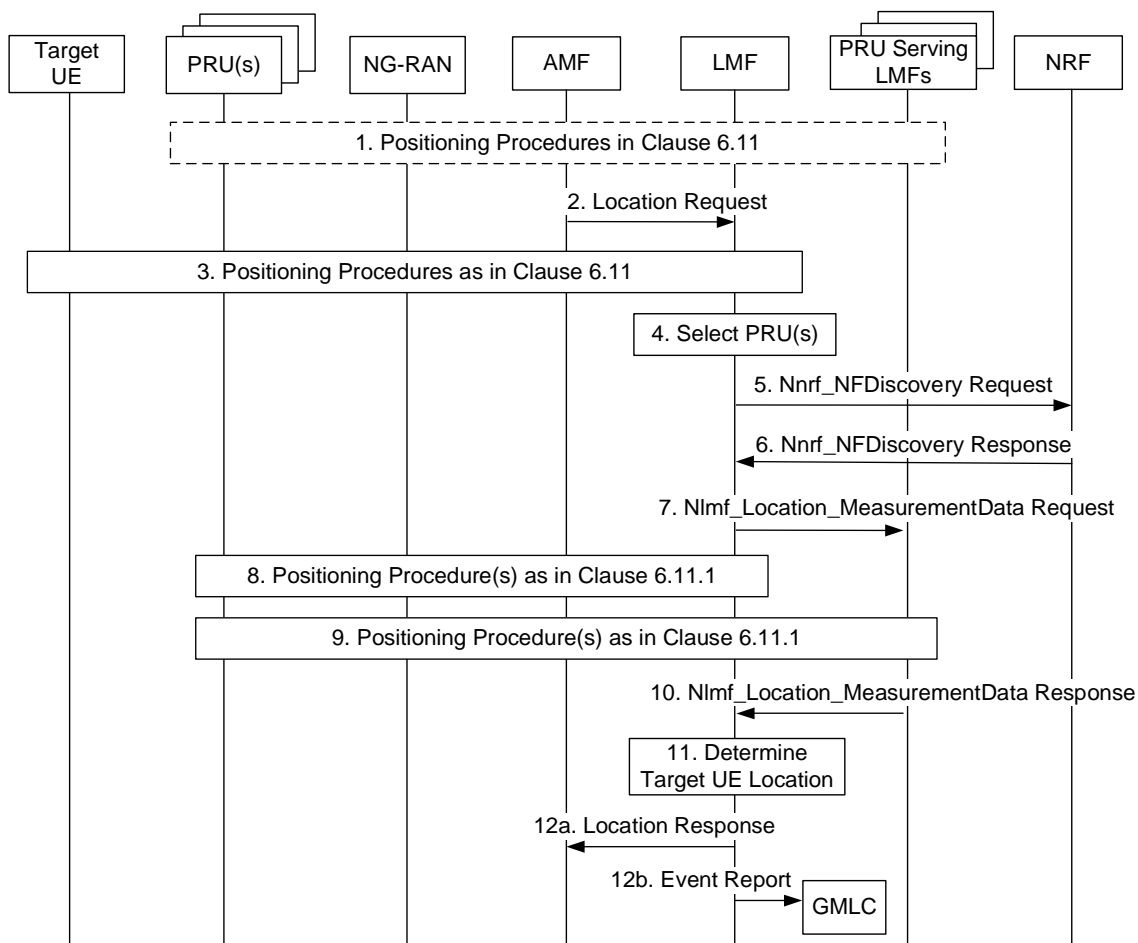 Target
UE
PRU(s)
NG-RAN
AMF
LMF
PRU Serving
LMFs
NRF
1. Positioning Procedures in Clause 6.11
2. Location Request
3. Positioning Procedures as in Clause 6.11
4. Select PRU(s)
5. Nnrf_NFDiscovery Request
6. Nnrf_NFDiscovery Response
7. Nlmf_Location_MeasurementData Request
8. Positioning Procedure(s) as in Clause 6.11.1
9. Positioning Procedure(s) as in Clause 6.11.1
10. Nlmf_Location_MeasurementData Response
11. Determine
Target UE Location
12a. Location Response
12b. Event Report
GMLC